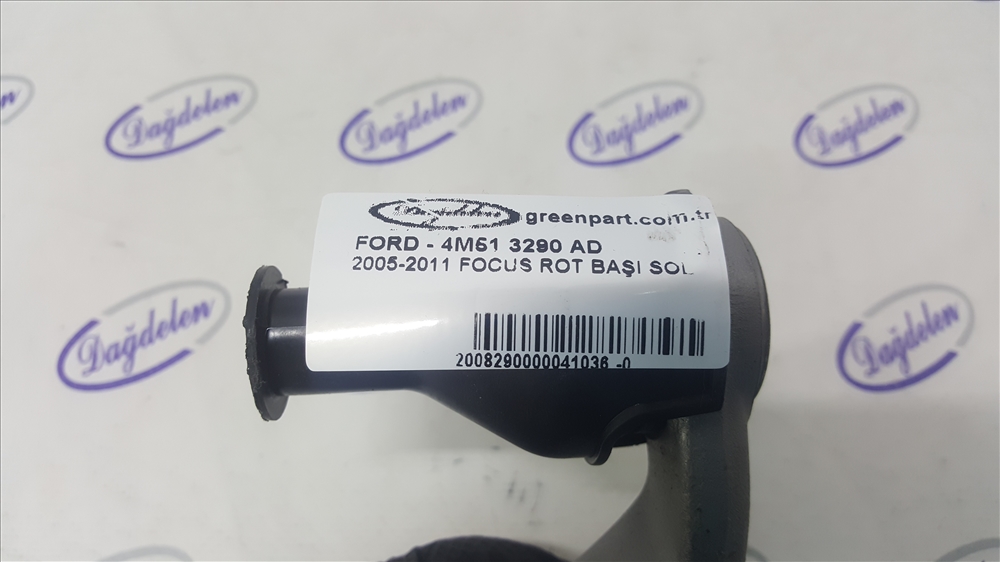 Dağdelen
Dağdelen
Dağdelen
Dağdelen
greenpart.com.tr
FORD - 4M51 3290 AD
2005-2011 FOCUS ROT BAŞI SOL
2008290000041036 -0
Dağdelen
Dağdelen